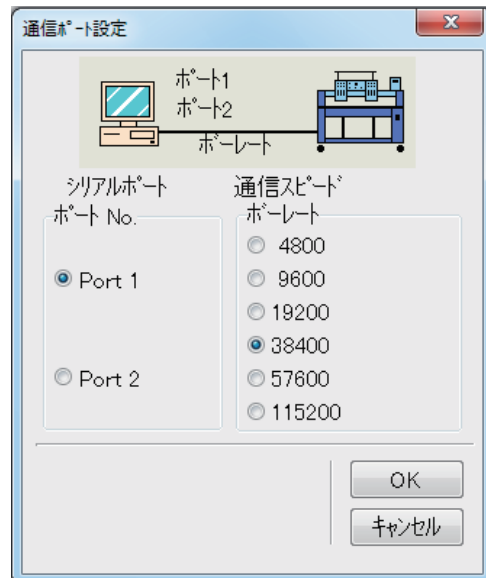 通信ﾎﾟｰﾄ設定
ﾎﾟｰﾄ1
ﾎﾟｰﾄ2
ﾎﾞｰﾚｰﾄ
ｼﾘｱﾙﾎﾟｰﾄ
通信ｽﾋﾟｰﾄﾞ
ﾎﾟｰﾄ No.
Port 1
Port 2
ﾎﾞｰﾚｰﾄ
4800
9600
19200
38400
57600
115200
OK
ｷｬﾝｾﾙ